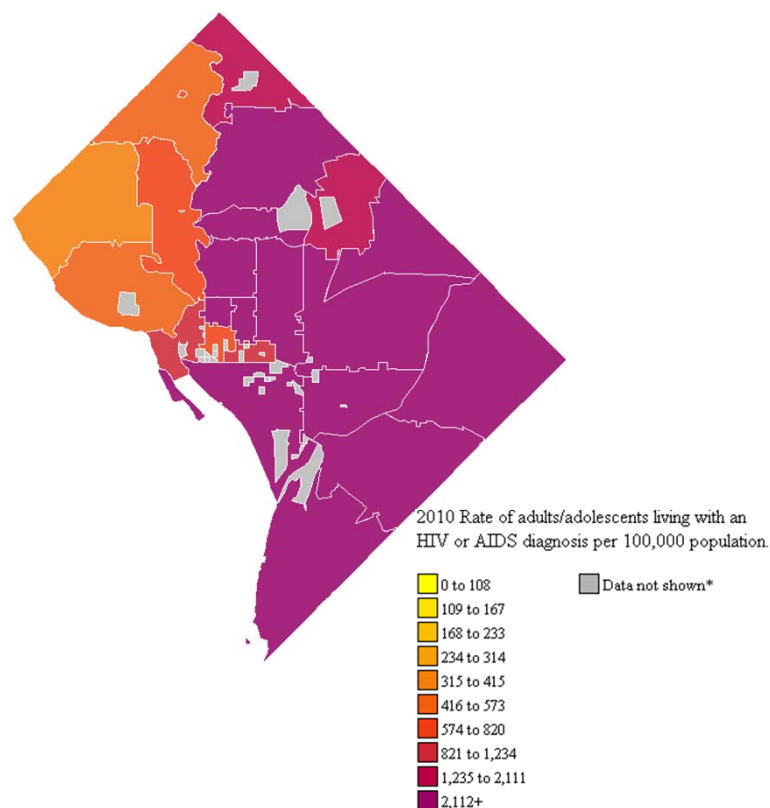 2010 Rate of adults/adolescents living with an
HIV or AIDS diagnosis per 100,000 population.
0 to 108
Data not shown*
109 to 167
168 to 233
234 to 314
315 to 415
416 to 573
574 to 820
821 to 1,234
1,235 to 2,111
2,112+